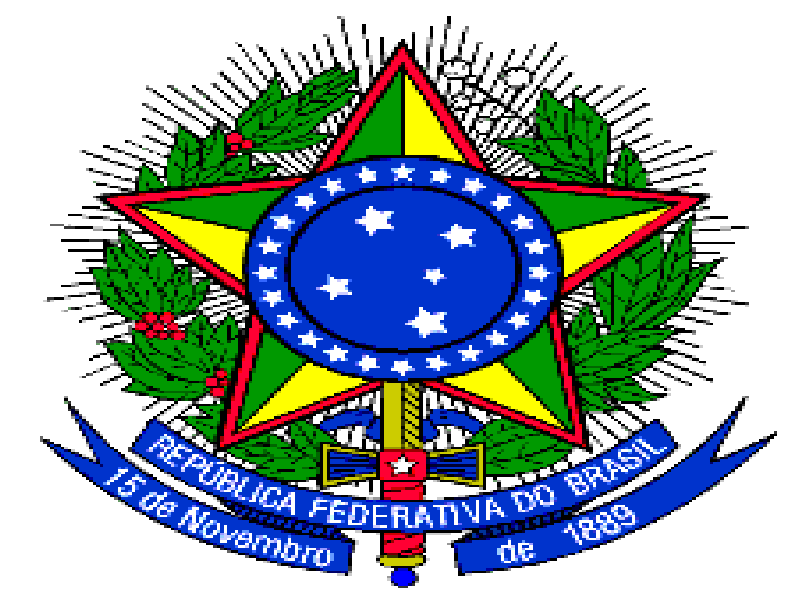 REPÚBLICA FEDERATIVA DO BRASIL
15 de Novembro de 1889